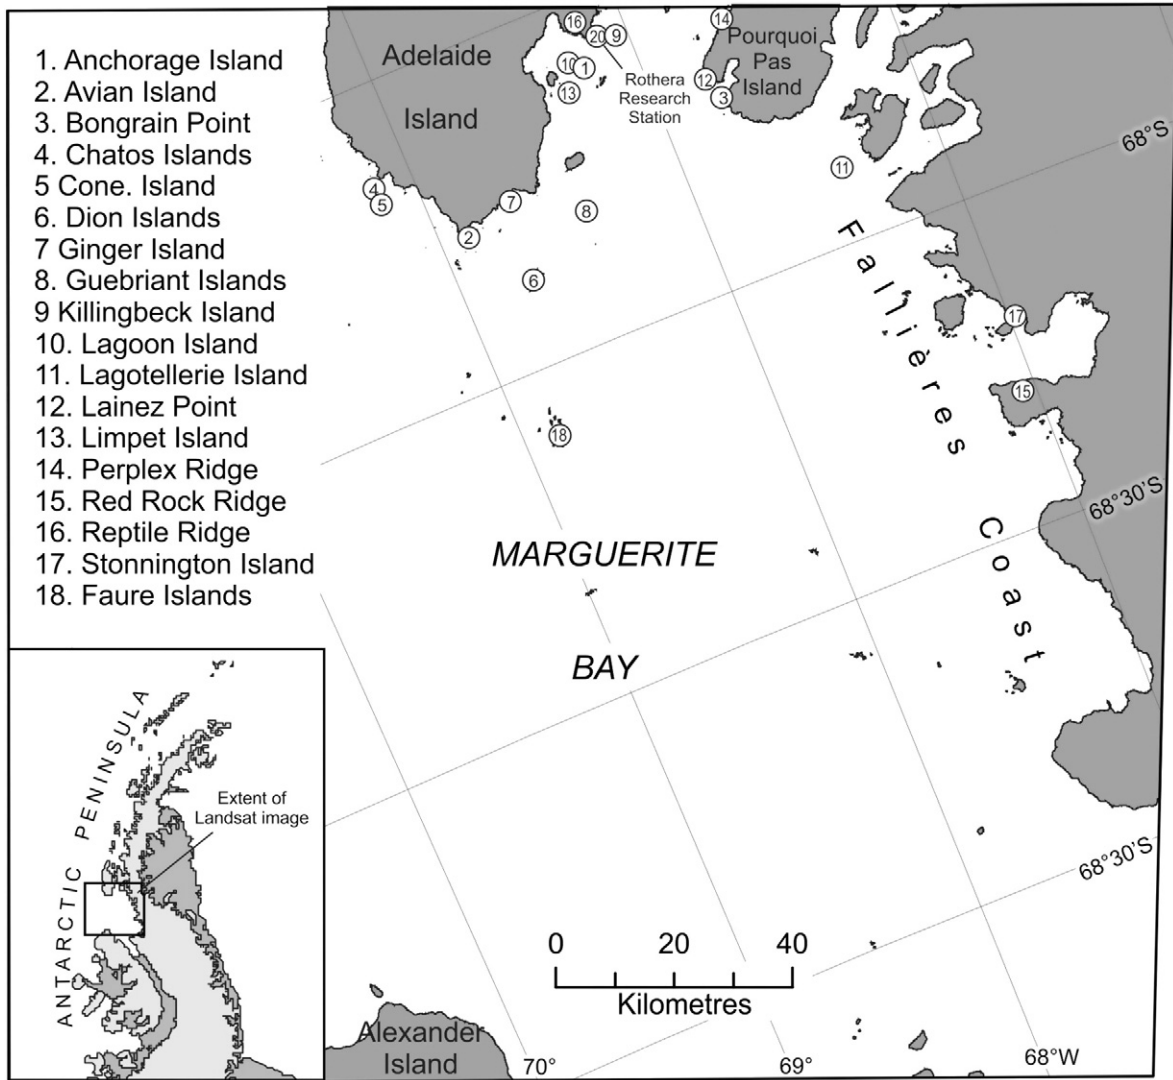 1. Anchorage Island
2. Avian Island
3. Bongrain Point
4. Chatos Islands
5 Cone. Island
6. Dion Islands
7 Ginger Island
8. Guebriant Islands
9 Killingbeck Island
10. Lagoon Island
11. Lagotellerie Island
12. Lainez Point
13. Limpet Island
14. Perplex Ridge
15. Red Rock Ridge
16. Reptile Ridge
17. Stonnington Island
18. Faure Islands
Adelaide
Island
16
20
9
10
1
13
Rothera
Research
Station
14
Pourquoi
Pas
Island
12
3
11
4
5
7
2
8
6
18
17
15
68°S
Fallières Coast
68°30'S
MARGUERITE
BAY
68°30'S
0 20 40
Kilometres
Alexander
Island
70°
69°
68°W
ANTARCTIC PENINSULA
Extent of
Landsat image